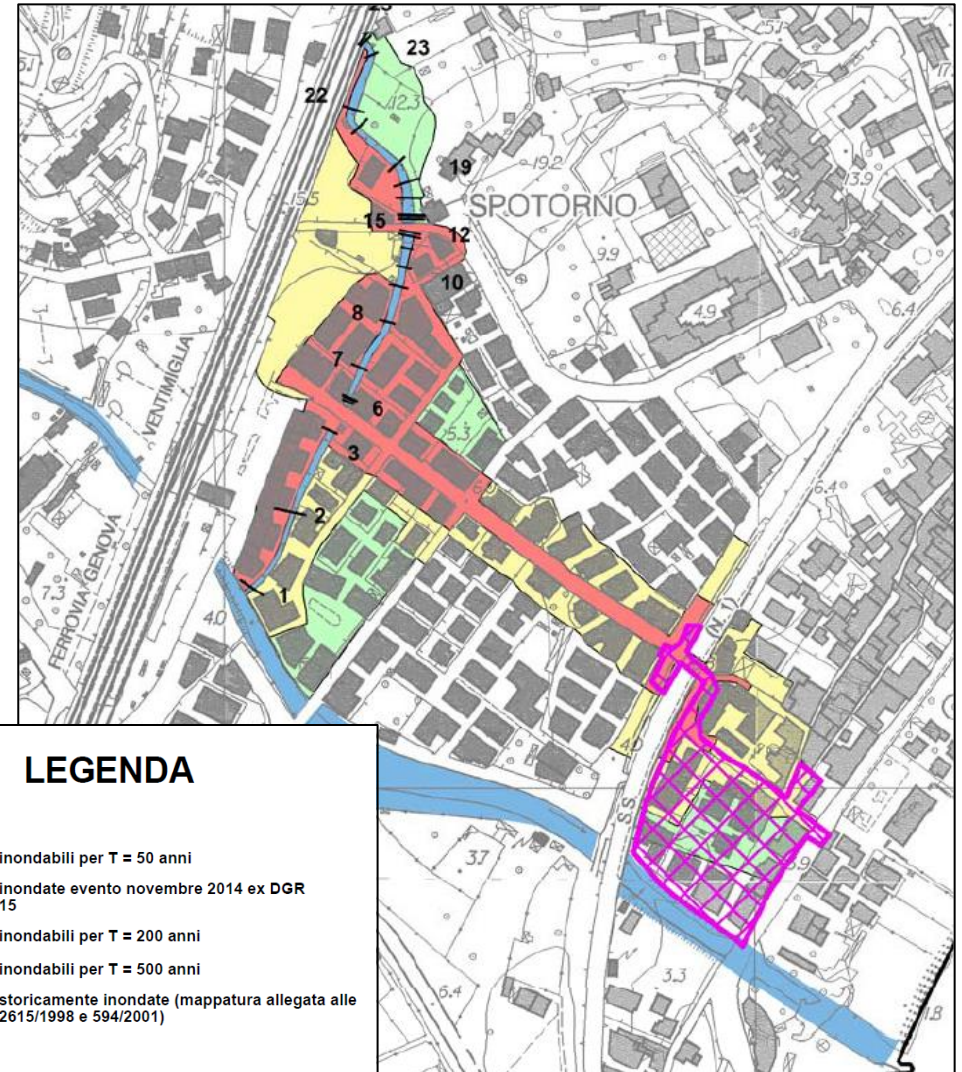 23
22
12.3
19
19.2
SPOTORNO
13.9
15.5
15
12
9.9
10
6.4
4.9
8
7
6
5.3
3
6.4
2
FERROVIA GENOVA
VENTIMIGLIA
1
4.0
7.3
S.S.
(N. 1)
4.0
LEGENDA
inondabili per T = 50 anni
inondate evento novembre 2014 ex DGR
15
inondabili per T = 200 anni
inondabili per T = 500 anni
storicamente inondate (mappatura allegata alle
2615/1998 e 594/2001)
3.7
6.4
3.3
1.8